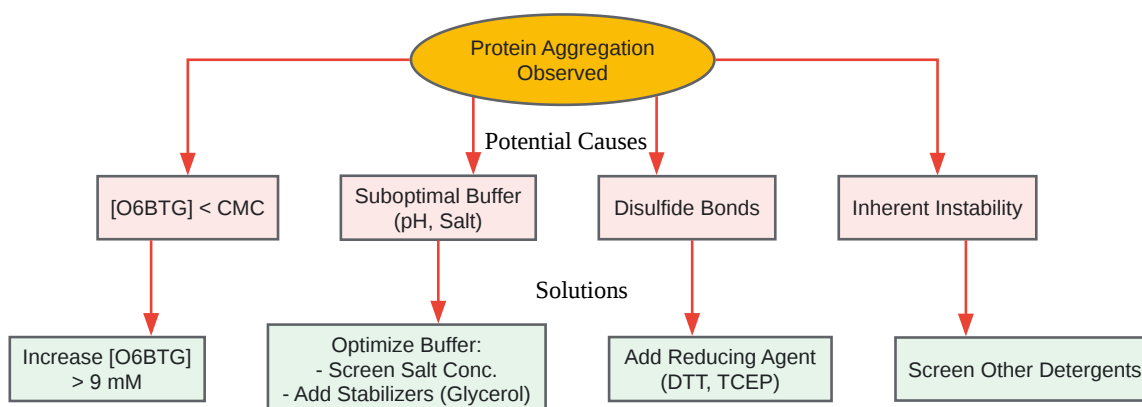 Protein Aggregation
Observed
Potential Causes
[O6BTG] < CMC
Suboptimal Buffer
(pH, Salt)
Disulfide Bonds
Inherent Instability
Solutions
Increase [O6BTG]
> 9 mM
Optimize Buffer:
- Screen Salt Conc.
- Add Stabilizers (Glycerol)
Add Reducing Agent
(DTT, TCEP)
Screen Other Detergents